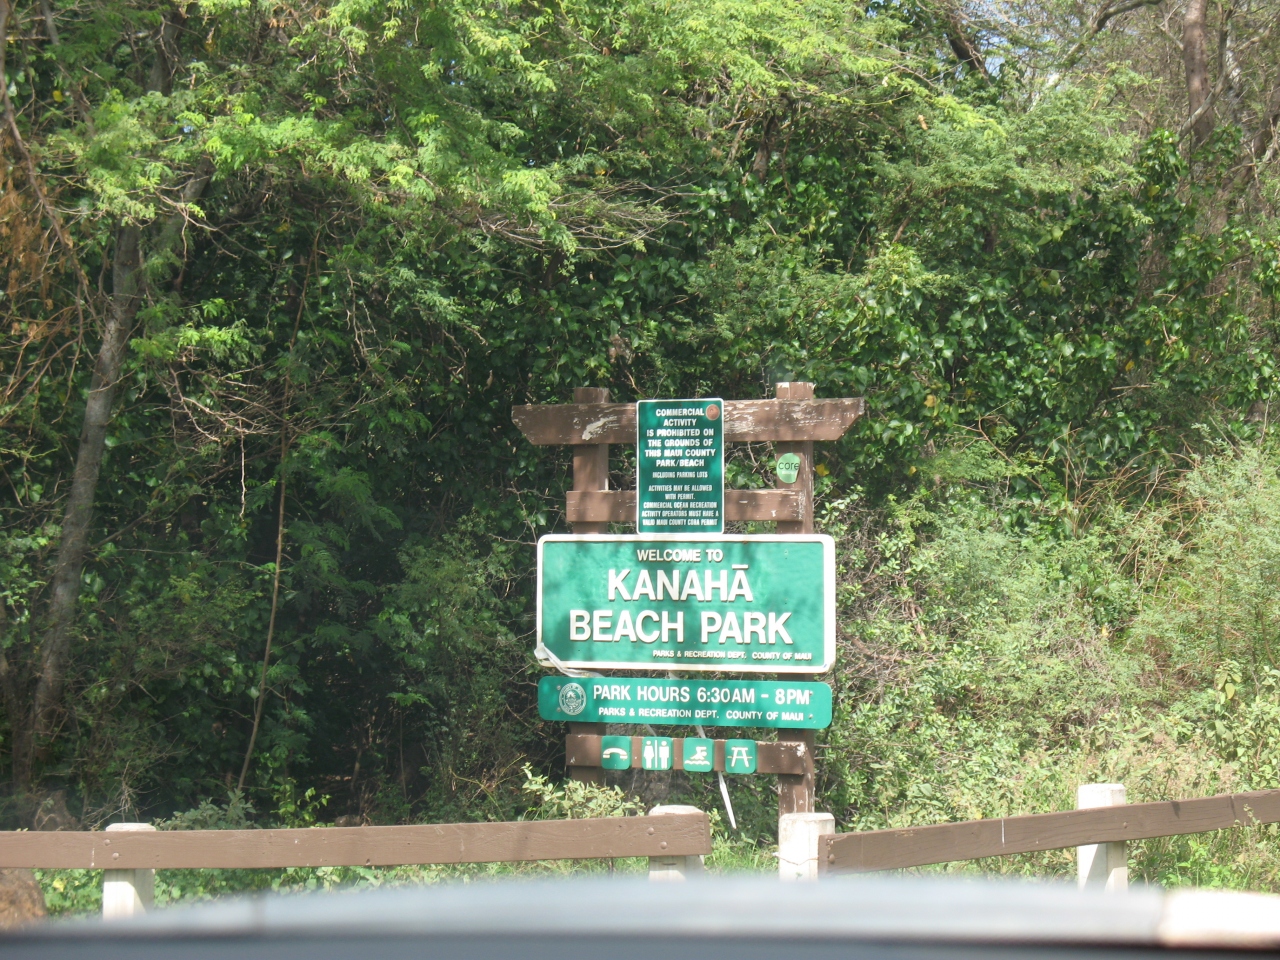 COMMERCIAL
ACTIVITY
IS PROHIBITED ON
THE GROUNDS OF
THIS MAUI COUNTY
PARK/BEACH
INCLUDING PARKING LOTS
ACTIVITIES MAY BE ALLOWED
WITH PERMIT.
COMMERCIAL OCEAN RECREATION
ACTIVITY OPERATORS MUST HAVE A
VALID MAUI COUNTY CORA PERMIT
core
WELCOME TO
KANAHĀ
BEACH PARK
PARKS & RECREATION DEPT. COUNTY OF MAUI
PARK HOURS 6:30AM - 8PM
PARKS & RECREATION DEPT. COUNTY OF MAUI